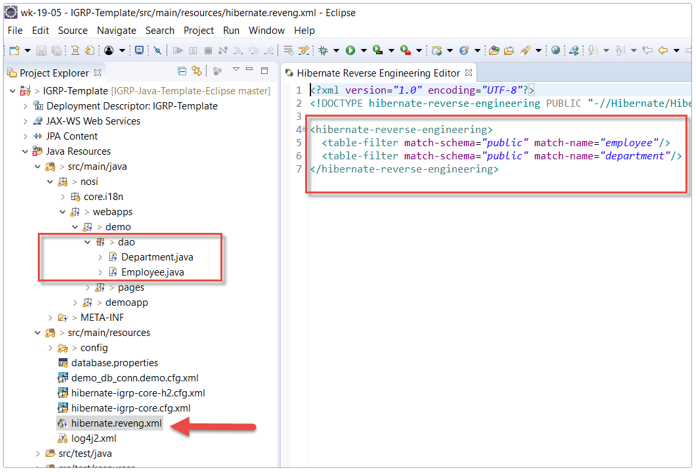 wk-19-05 - IGRP-Template/src/main/resources/hibernate.reveng.xml - Eclipse
File Edit Source Navigate Search Project Run Window Help
Project Explorer
Hibernate Reverse Engineering Editor
> IGRP-Template [IGRP-Java-Template-Eclipse master]
Deployment Descriptor: IGRP-Template
JAX-WS Web Services
JPA Content
Java Resources
> src/main/java
> nosi
> core.i18n
> webapps
> demo
> dao
> Department.java
> Employee.java
> pages
> demoapp
> META-INF
> src/main/resources
> config
database.properties
demo_db_conn.demo.cfg.xml
hibernate-igrp-core-h2.cfg.xml
hibernate-igrp-core.cfg.xml
hibernate.reveng.xml
log4j2.xml
src/test/java
src/test/resources
1 <?xml version="1.0" encoding="UTF-8"?>
2 <!DOCTYPE hibernate-reverse-engineering PUBLIC "-//Hibernate/Hibe
3
4 <hibernate-reverse-engineering>
5 <table-filter match-schema="public" match-name="employee"/>
6 <table-filter match-schema="public" match-name="department"/>
7 </hibernate-reverse-engineering>